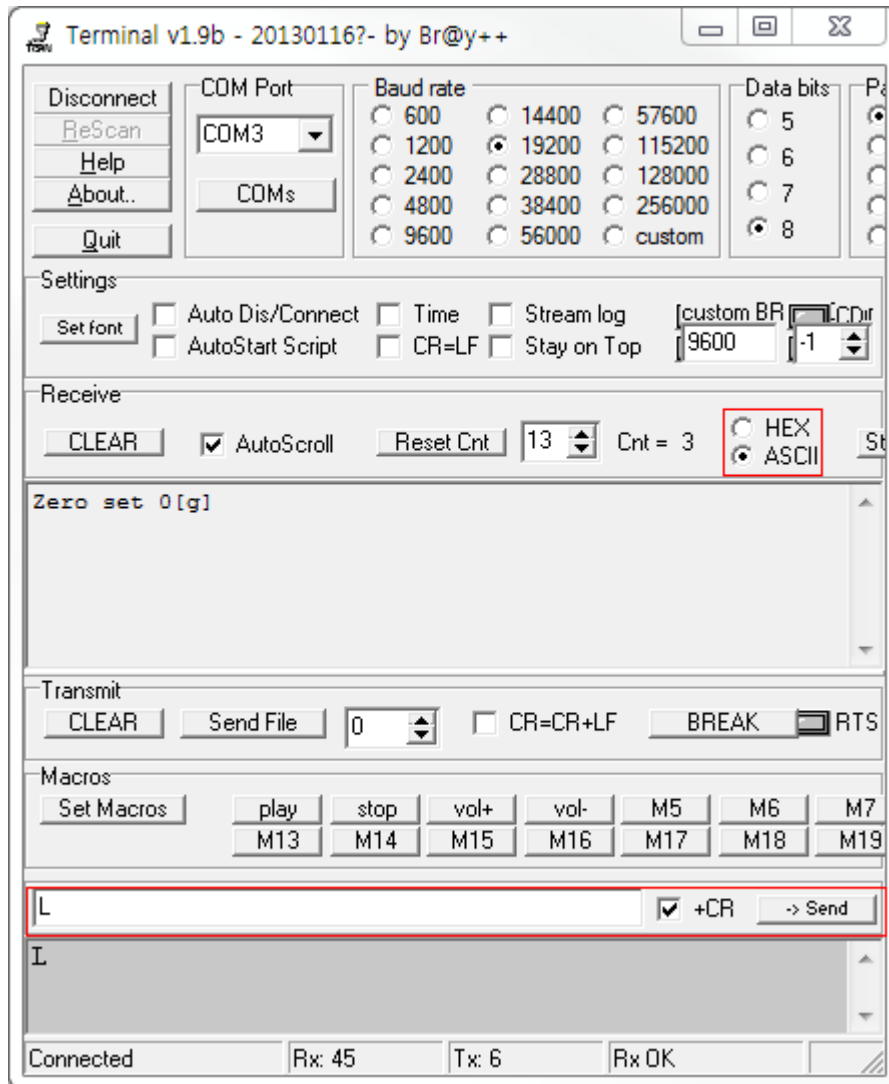 Terminal v1.9b - 20130116?- by Br@y++
Disconnect
ReScan
Help
About..
Quit
COM Port
COM3
COMs
Baud rate
600 14400 57600
1200 19200 115200
2400 28800 128000
4800 38400 256000
9600 56000 custom
Data bits
5
6
7
8
Pa
Settings
Set font
Auto Dis/Connect Time Stream log custom BR
AutoStart Script CR=LF Stay on Top 9600 -1
Receive
CLEAR AutoScroll Reset Cnt 13 Cnt = 3
HEX
ASCII
St
Zero set 0[g]
Transmit
CLEAR Send File 0 CR=CR+LF BREAK RTS
Macros
Set Macros play stop vol+ vol- M5 M6 M7
M13 M14 M15 M16 M17 M18 M19
L +CR -> Send
L
Connected Rx: 45 Tx: 6 Rx OK